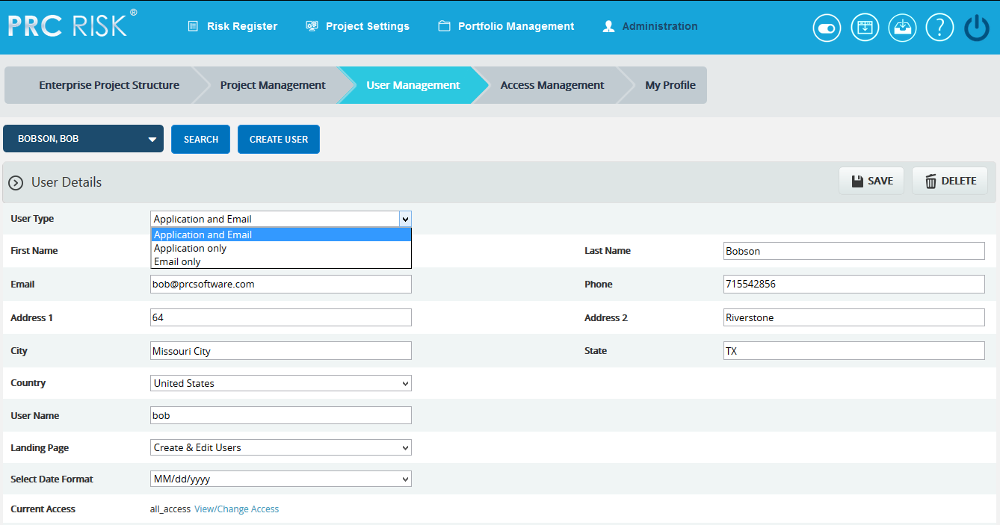 PRC RISK®
Risk Register
Project Settings
Portfolio Management
Administration
?
Enterprise Project Structure
Project Management
User Management
Access Management
My Profile
BOBSON, BOB
SEARCH
CREATE USER
User Details
SAVE
DELETE
User Type
Application and Email
Application and Email
Application only
Email only
First Name
Last Name
Bobson
Email
bob@prcsoftware.com
Phone
715542856
Address 1
64
Address 2
Riverstone
City
Missouri City
State
TX
Country
United States
User Name
bob
Landing Page
Create & Edit Users
Select Date Format
MM/dd/yyyy
Current Access
all_access View/Change Access